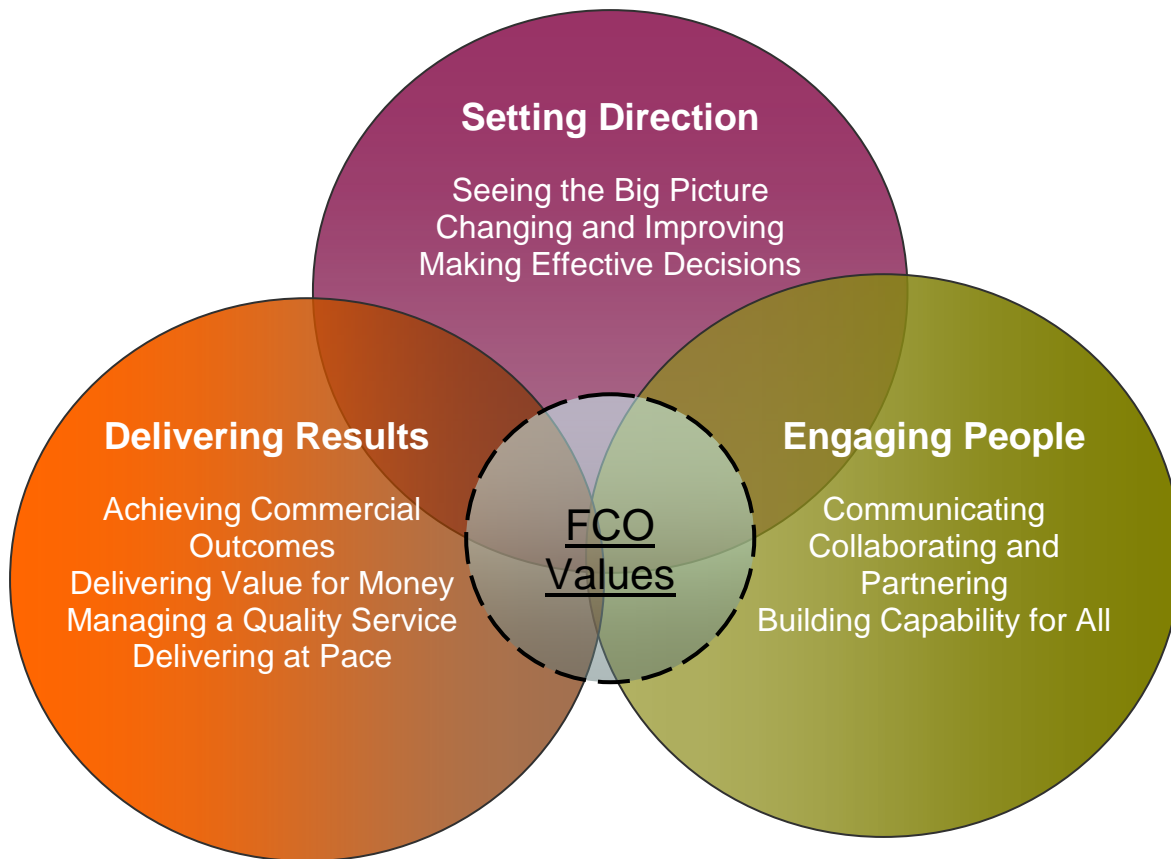 Setting Direction
Seeing the Big Picture
Changing and Improving
Making Effective Decisions
Delivering Results
Achieving Commercial
Outcomes
Delivering Value for Money
Managing a Quality Service
Delivering at Pace
FCO
Values
Engaging People
Communicating
Collaborating and
Partnering
Building Capability for All